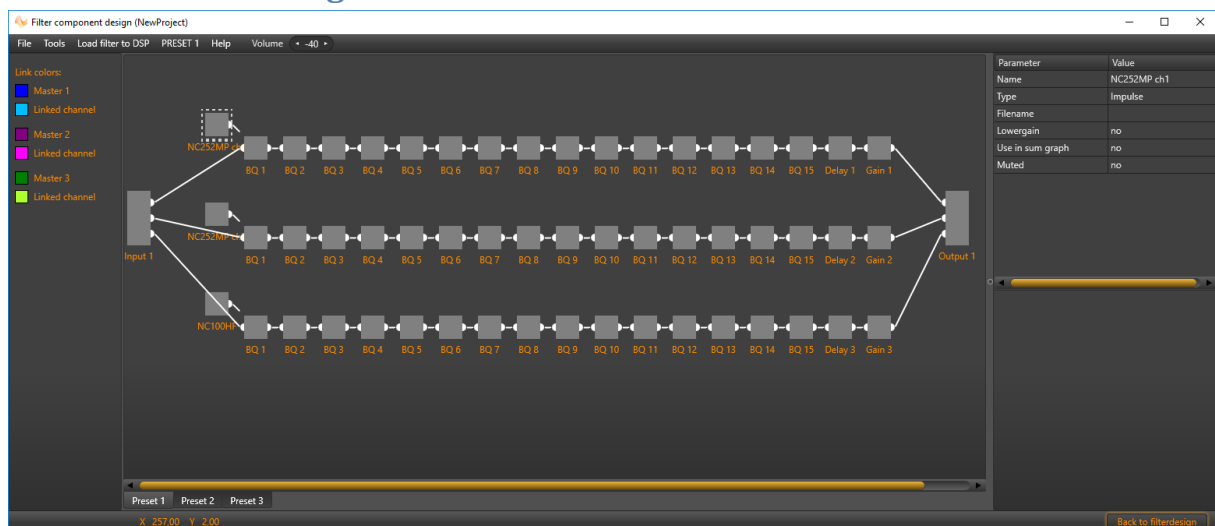 Filter component design (NewProject)
File Tools Load filter to DSP PRESET 1 Help Volume -40
Link colors:
Master 1
Linked channel
Master 2
Linked channel
Master 3
Linked channel
NC252MP
BQ 1 BQ 2 BQ 3 BQ 4 BQ 5 BQ 6 BQ 7 BQ 8 BQ 9 BQ 10 BQ 11 BQ 12 BQ 13 BQ 14 BQ 15 Delay 1 Gain 1
NC252MP
Input 1
BQ 1 BQ 2 BQ 3 BQ 4 BQ 5 BQ 6 BQ 7 BQ 8 BQ 9 BQ 10 BQ 11 BQ 12 BQ 13 BQ 14 BQ 15 Delay 2 Gain 2
Output 1
NC100HF
BQ 1 BQ 2 BQ 3 BQ 4 BQ 5 BQ 6 BQ 7 BQ 8 BQ 9 BQ 10 BQ 11 BQ 12 BQ 13 BQ 14 BQ 15 Delay 3 Gain 3
Parameter Value
Name NC252MP ch1
Type Impulse
Filename
Lowergain no
Use in sum graph no
Muted no
Preset 1 Preset 2 Preset 3
X 257,00 Y 2,00
Back to filterdesign